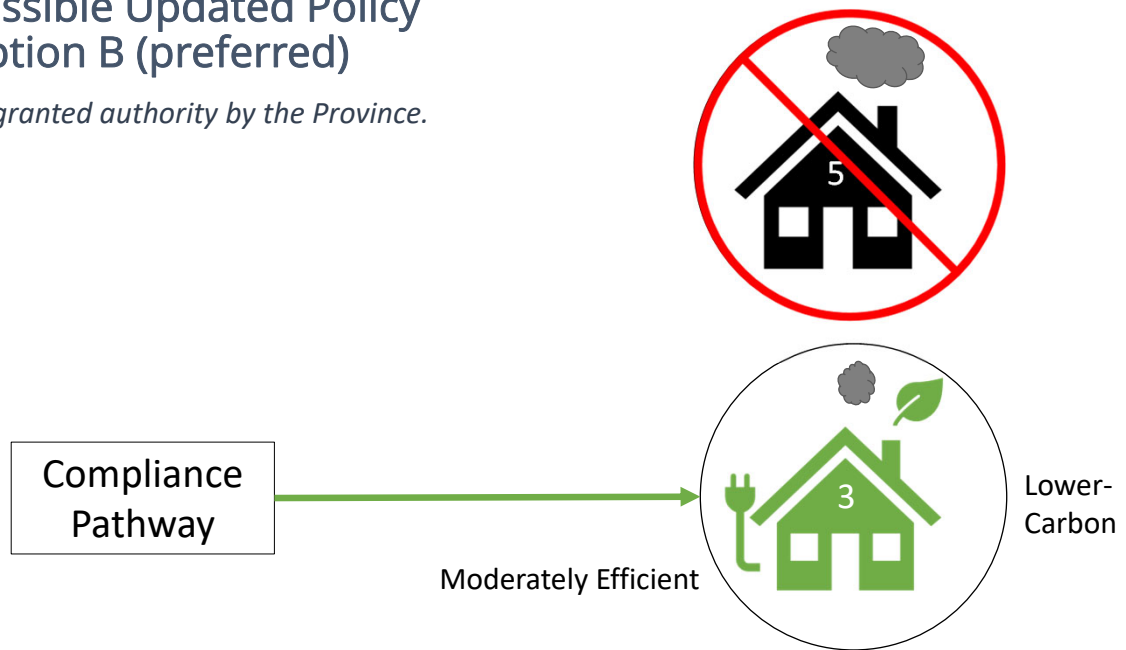 ssible Updated Policy
ption B (preferred)
granted authority by the Province.
5
Compliance
Pathway
3
Lower-
Carbon
Moderately Efficient